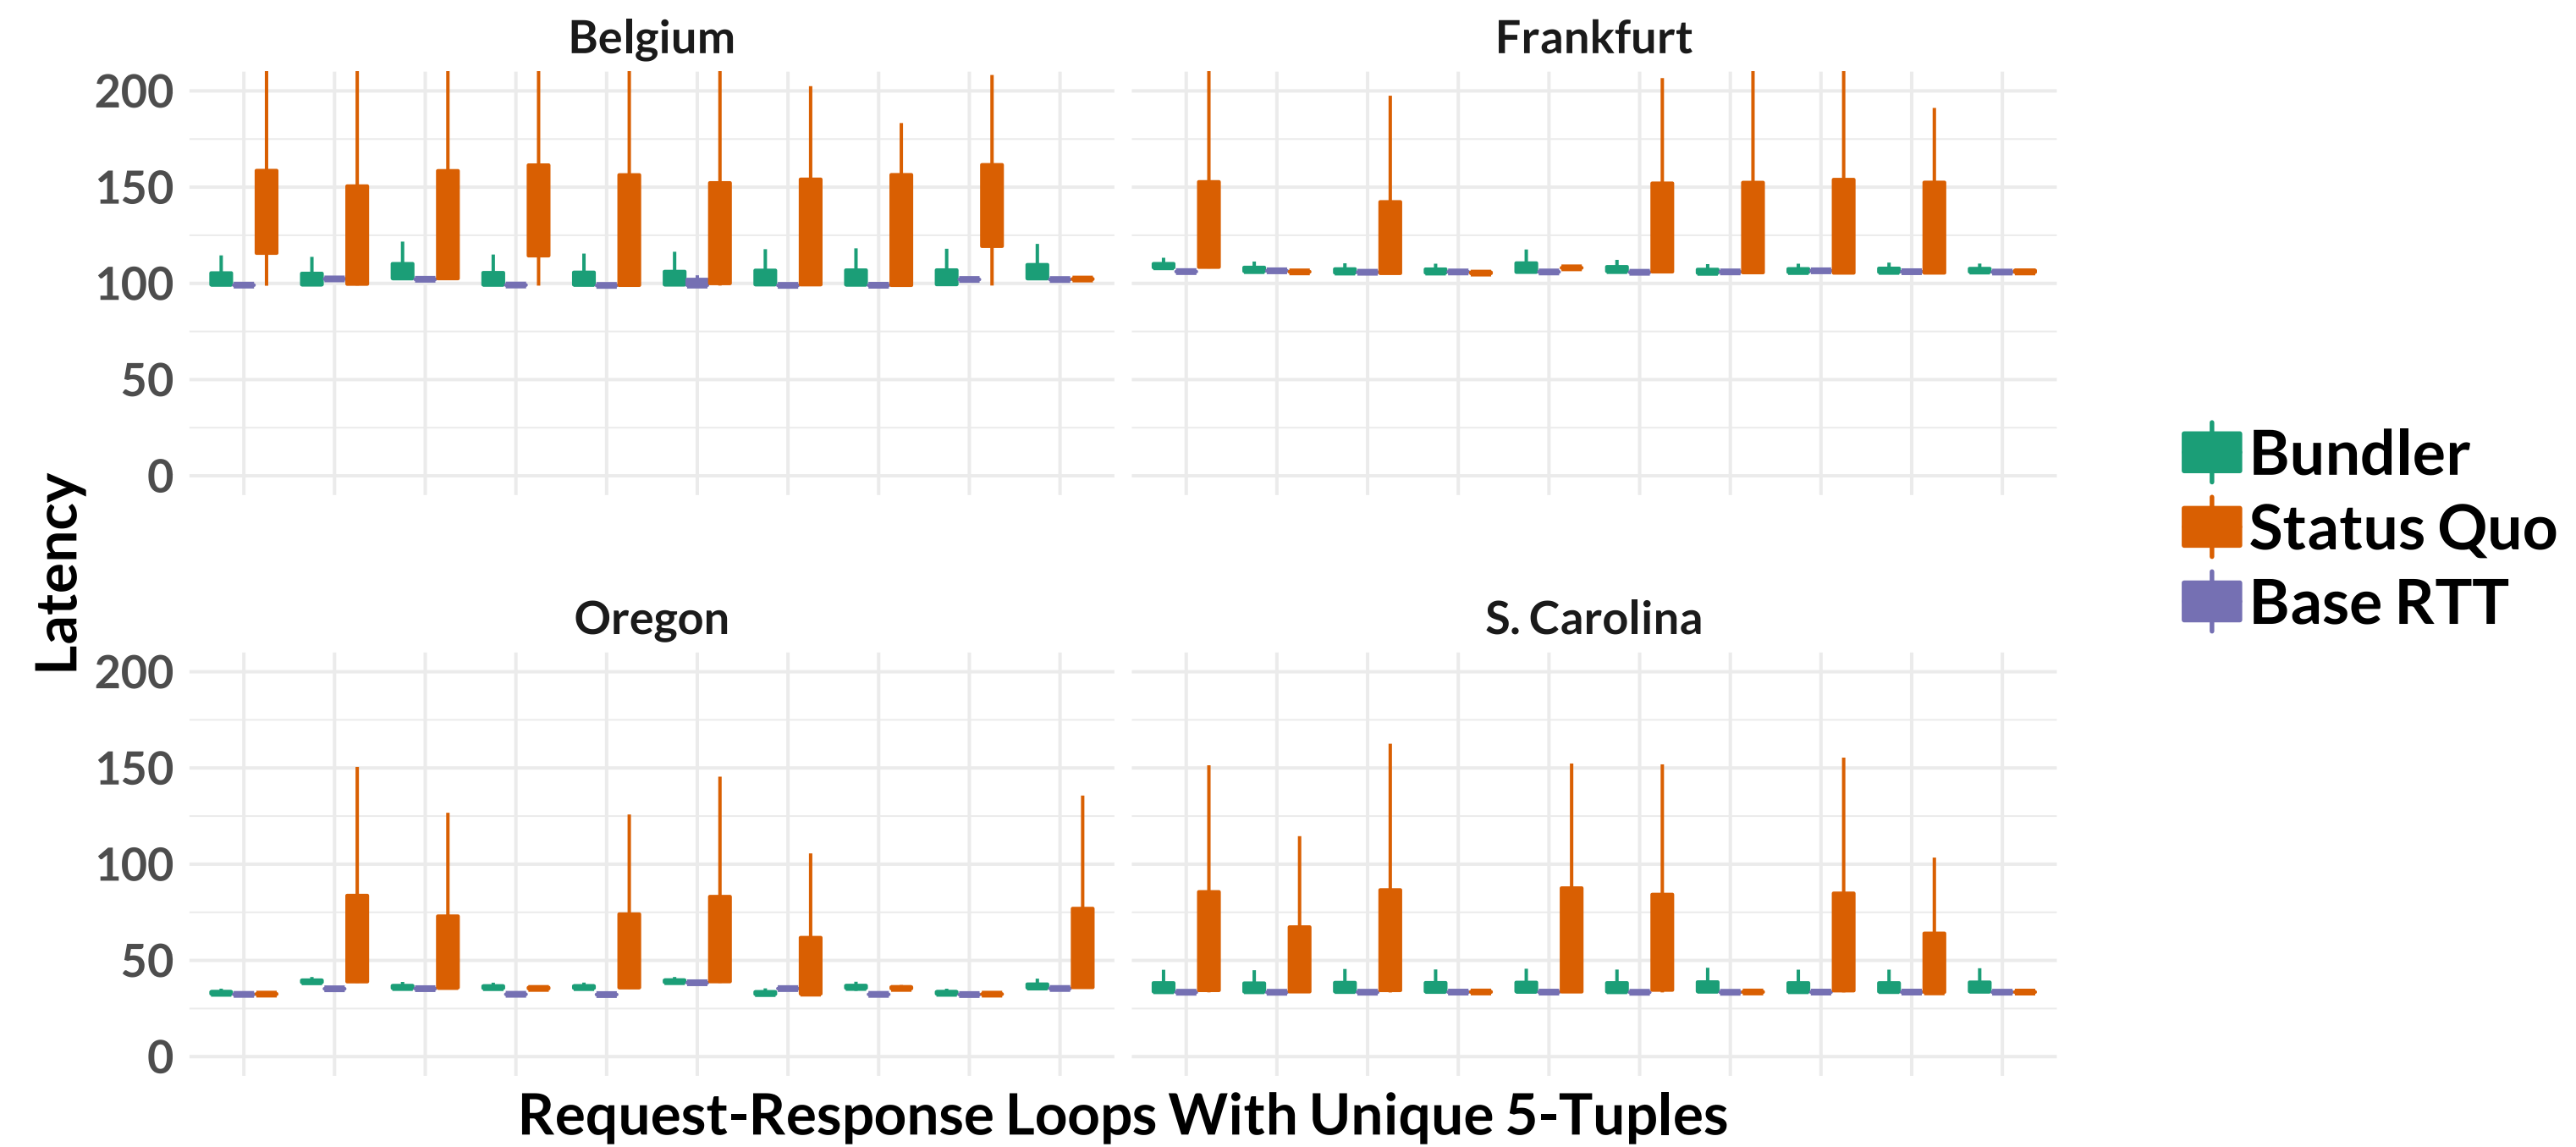 Belgium
Frankfurt
200
150
100
50
0
Latency
Bundler
Status Quo
Base RTT
Oregon
S. Carolina
200
150
100
50
0
Request-Response Loops With Unique 5-Tuples